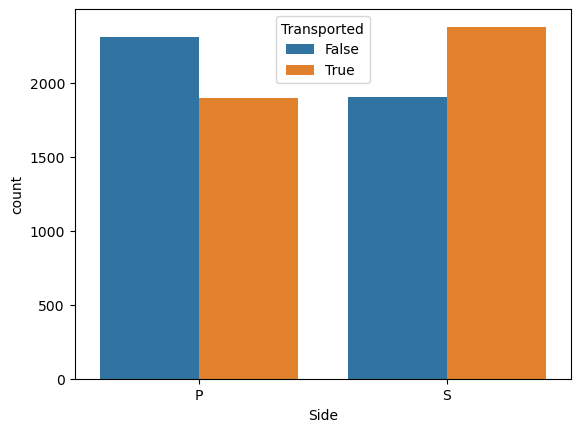 Transported
False
True
2000
1500
1000
500
0
count
P
S
Side